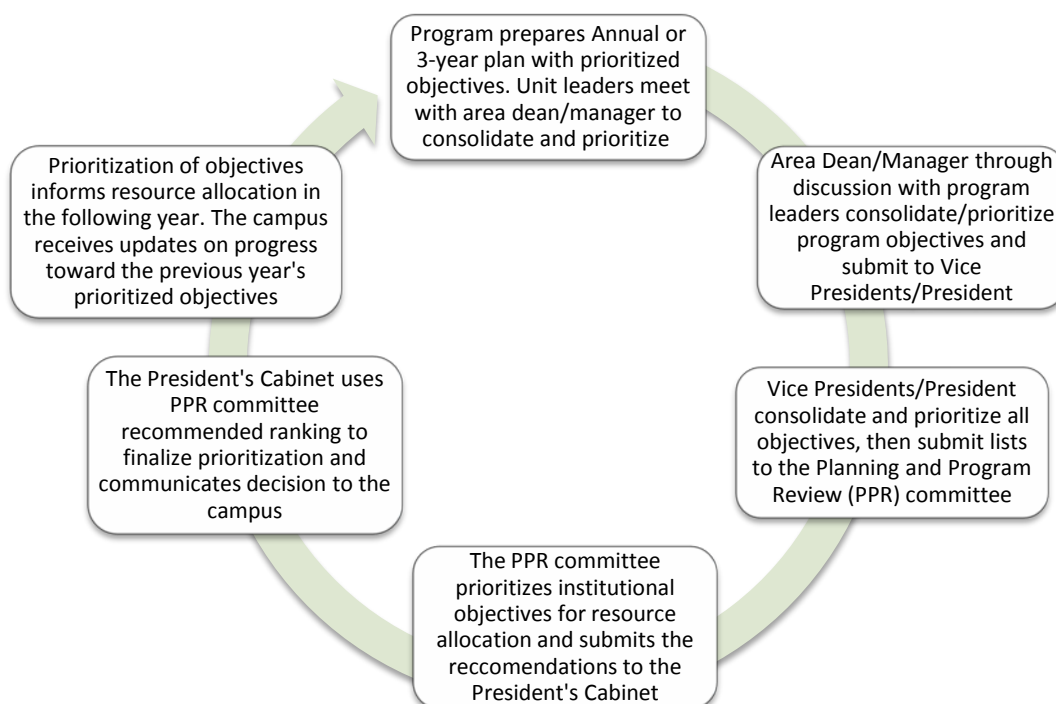 Program prepares Annual or
3-year plan with prioritized
objectives. Unit leaders meet
with area dean/manager to
consolidate and prioritize
Area Dean/Manager through
discussion with program
leaders consolidate/prioritize
program objectives and
submit to Vice
Presidents/President
Vice Presidents/President
consolidate and prioritize all
objectives, then submit lists
to the Planning and Program
Review (PPR) committee
The PPR committee
prioritizes institutional
objectives for resource
allocation and submits the
reccomendations to the
President's Cabinet
The President's Cabinet uses
PPR committee
recommended ranking to
finalize prioritization and
communicates decision to the
campus
Prioritization of objectives
informs resource allocation in
the following year. The campus
receives updates on progress
toward the previous year's
prioritized objectives